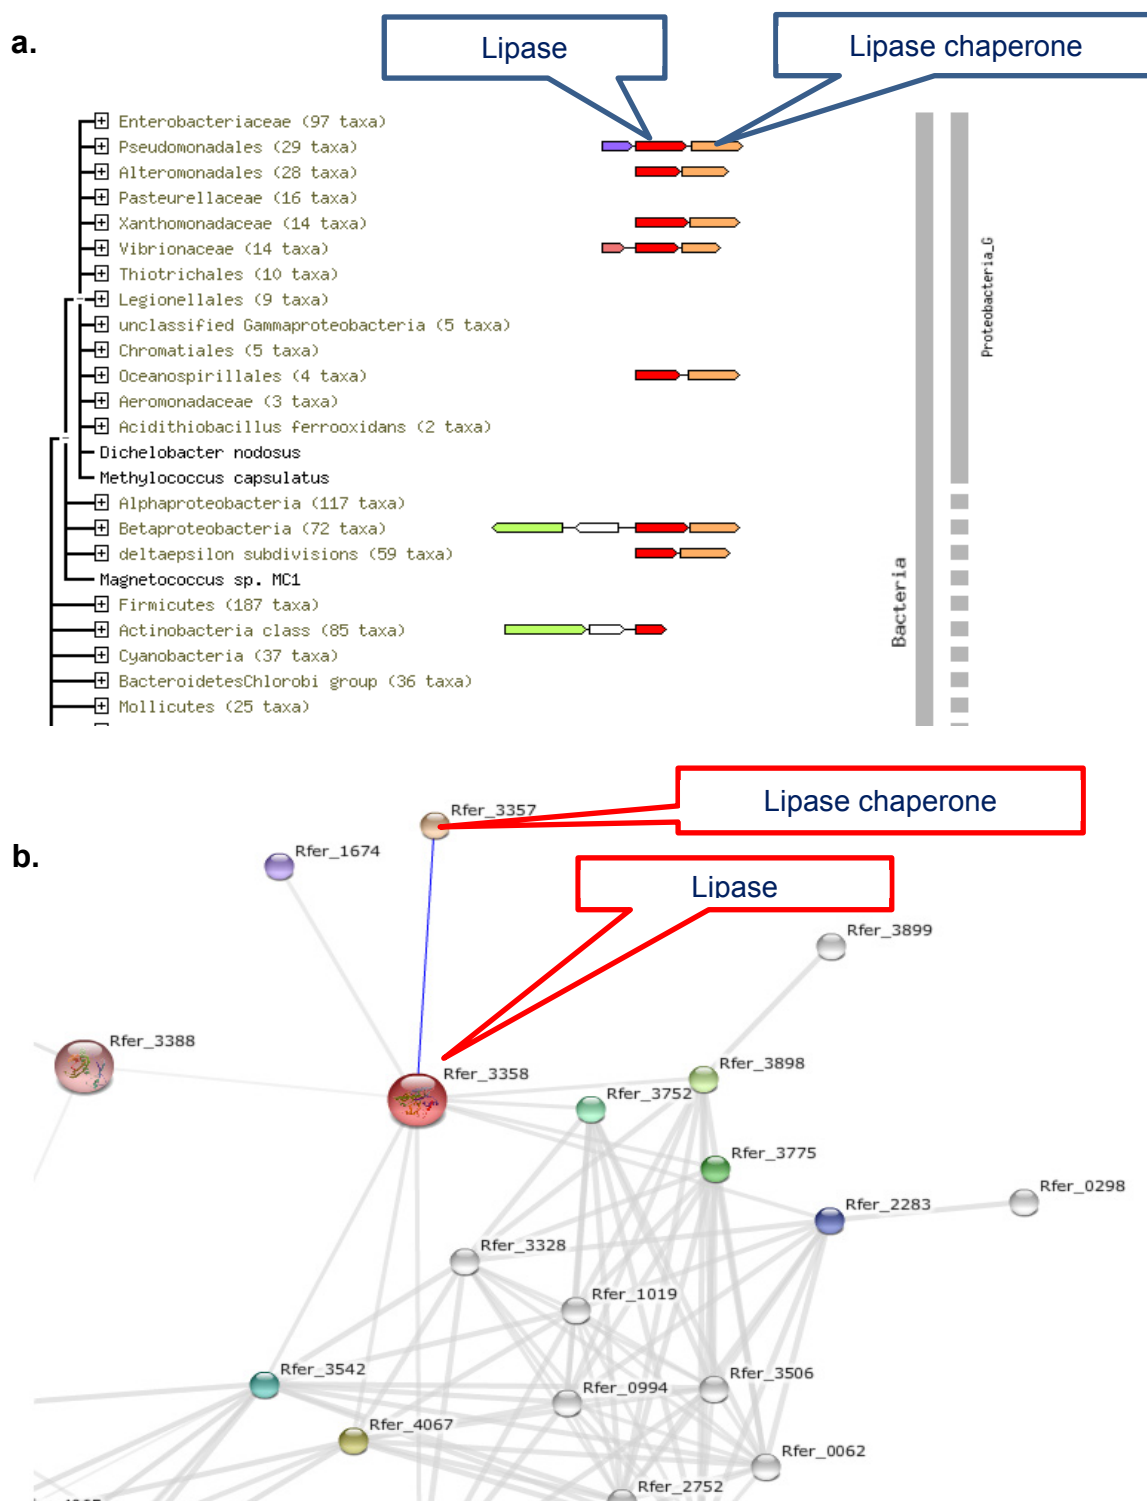 a.
Lipase
Lipase chaperone
Enterobacteriaceae (97 taxa)
Pseudomonadales (29 taxa)
Alteromonadales (28 taxa)
Pasteurellaceae (16 taxa)
Xanthomonadaceae (14 taxa)
Vibrionaceae (14 taxa)
Thiotrichales (10 taxa)
Legionellales (9 taxa)
unclassified Gammaproteobacteria (5 taxa)
Chromatiales (5 taxa)
Oceanospirillales (4 taxa)
Aeromonadaceae (3 taxa)
Acidithiobacillus ferrooxidans (2 taxa)
Dichelobacter nodosus
Methylococcus capsulatus
Alphaproteobacteria (117 taxa)
Betaproteobacteria (72 taxa)
deltaepsilon subdivisions (59 taxa)
Magnetococcus sp. MC1
Firmicutes (187 taxa)
Actinobacteria class (85 taxa)
Cyanobacteria (37 taxa)
BacteroidetesChlorobi group (36 taxa)
Mollicutes (25 taxa)
Bacteria
Proteobacteria_G
b.
Lipase chaperone
Rfer_3357
Rfer_1674
Lipase
Rfer_3899
Rfer_3388
Rfer_3358
Rfer_3898
Rfer_3752
Rfer_3775
Rfer_0298
Rfer_2283
Rfer_3328
Rfer_1019
Rfer_3542
Rfer_0994
Rfer_3506
Rfer_4067
Rfer_0062
Rfer_2752